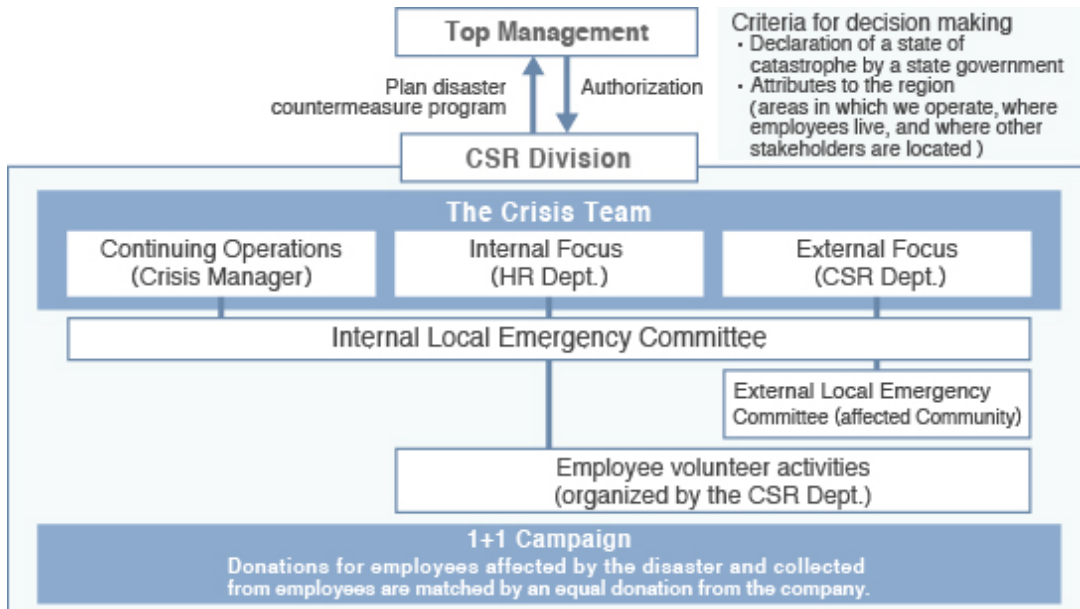 Top Management
Plan disaster
countermeasure program
Authorization
Criteria for decision making
・Declaration of a state of
catastrophe by a state government
・Attributes to the region
(areas in which we operate, where
employees live, and where other
stakeholders are located )
CSR Division
The Crisis Team
Continuing Operations
(Crisis Manager)
Internal Focus
(HR Dept.)
External Focus
(CSR Dept.)
Internal Local Emergency Committee
External Local Emergency
Committee (affected Community)
Employee volunteer activities
(organized by the CSR Dept.)
1+1 Campaign
Donations for employees affected by the disaster and collected
from employees are matched by an equal donation from the company.